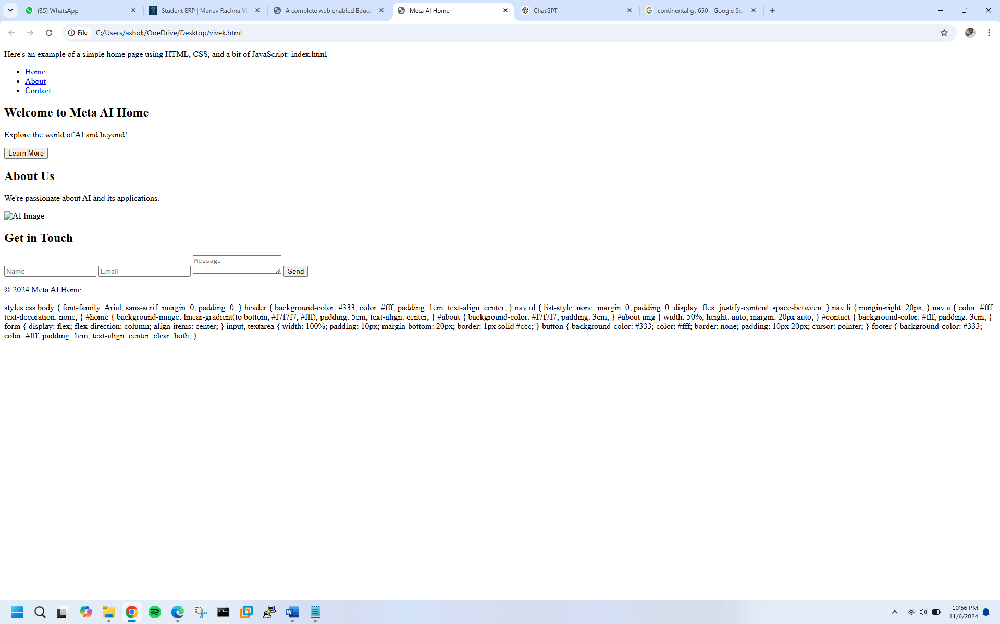 (35) WhatsApp
Student ERP | Manav Rachna Vi
A complete web enabled Educa
Meta AI Home
ChatGPT
continental gt 650 - Google Sea
File
C:/Users/ashok/OneDrive/Desktop/vivek.html
Here's an example of a simple home page using HTML, CSS, and a bit of JavaScript: index.html
Home
About
Contact
Welcome to Meta AI Home
Explore the world of AI and beyond!
Learn More
About Us
We're passionate about AI and its applications.
AI Image
Get in Touch
Name Email Message Send
© 2024 Meta AI Home
styles.css body { font-family: Arial, sans-serif; margin: 0; padding: 0; } header { background-color: #333; color: #fff; padding: 1em; text-align: center; } nav ul { list-style: none; margin: 0; padding: 0; display: flex; justify-content: space-between; } nav li { margin-right: 20px; } nav a { color: #fff;
text-decoration: none; } #home { background-image: linear-gradient(to bottom, #f7f7f7, #fff); padding: 5em; text-align: center; } #about { background-color: #f7f7f7; padding: 3em; } #about img { width: 50%; height: auto; margin: 20px auto; } #contact { background-color: #fff; padding: 3em; }
form { display: flex; flex-direction: column; align-items: center; } input, textarea { width: 100%; padding: 10px; margin-bottom: 20px; border: 1px solid #ccc; } button { background-color: #333; color: #fff; border: none; padding: 10px 20px; cursor: pointer; } footer { background-color: #333;
color: #fff; padding: 1em; text-align: center; clear: both; }
10:56 PM
11/6/2024